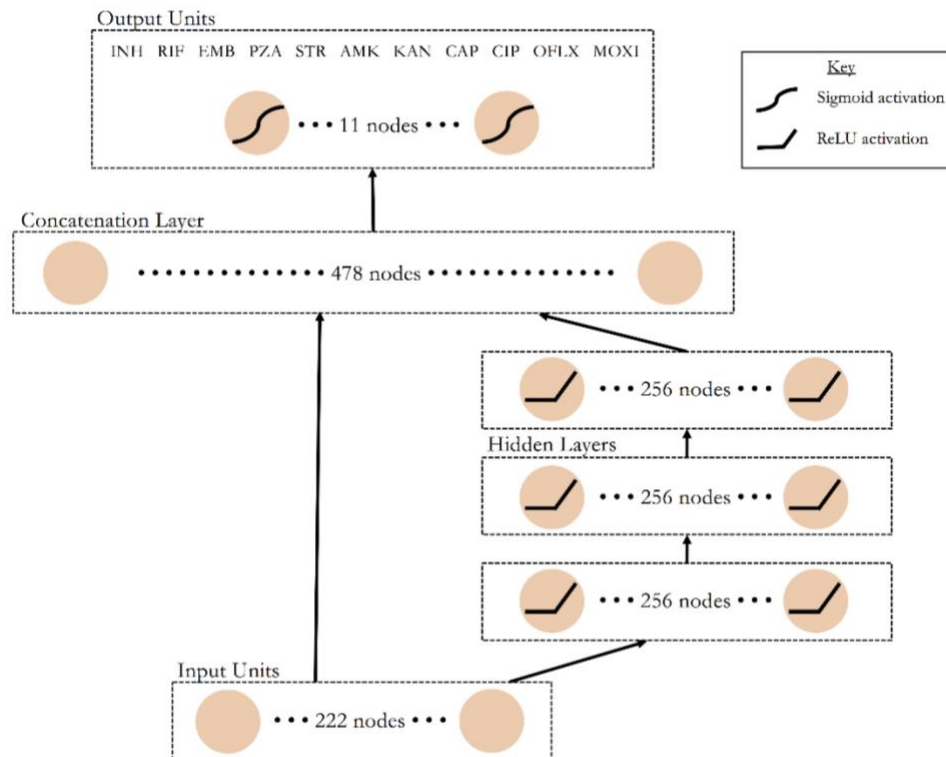 Output Units
INH RIF EMB PZA STR AMK KAN CAP CIP OFLX MOXI
11 nodes
Key
Sigmoid activation
ReLU activation
Concatenation Layer
478 nodes
256 nodes
Hidden Layers
256 nodes
256 nodes
Input Units
222 nodes